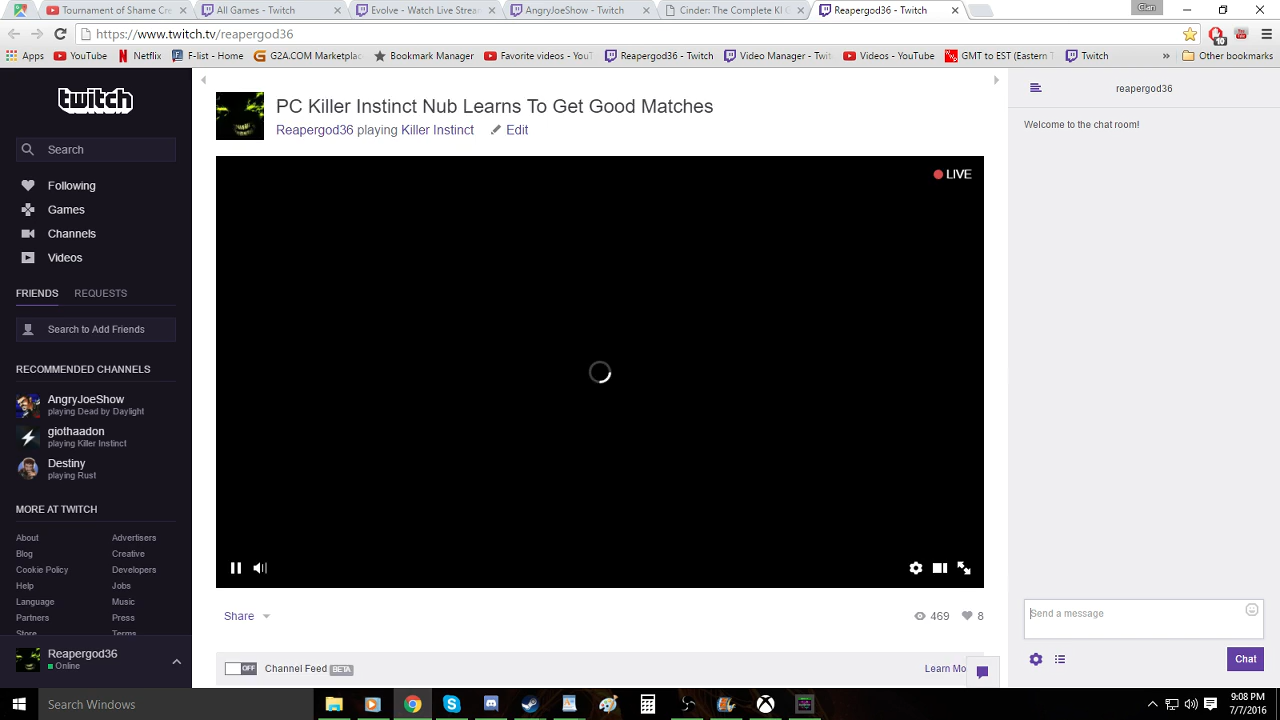 Tournament of Shame Cre
All Games - Twitch
Evolve - Watch Live Stream
AngryJoeShow - Twitch
Cinder: The Complete KI C
Reapergod36 - Twitch
Glen
https://www.twitch.tv/reapergod36
10
Apps
YouTube
Netflix
F-list - Home
G2A.COM Marketplac
Bookmark Manager
Favorite videos - YouT
Reapergod36 - Twitch
Video Manager - Twit
Videos - YouTube
GMT to EST (Eastern T
Twitch
»
Other bookmarks
twitch
Search
Following
Games
Channels
Videos
FRIENDS
REQUESTS
Search to Add Friends
RECOMMENDED CHANNELS
AngryJoeShow
playing Dead by Daylight
giothaadon
playing Killer Instinct
Destiny
playing Rust
MORE AT TWITCH
About
Advertisers
Blog
Creative
Cookie Policy
Developers
Help
Jobs
Language
Music
Partners
Press
Store
Terms
Reapergod36
Online
PC Killer Instinct Nub Learns To Get Good Matches
Reapergod36 playing Killer Instinct
Edit
LIVE
Share
469
8
OFF
Channel Feed BETA
Learn Mo
reapergod36
Welcome to the chat room!
Send a message
Chat
Search Windows
9:38 PM
7/7/2016